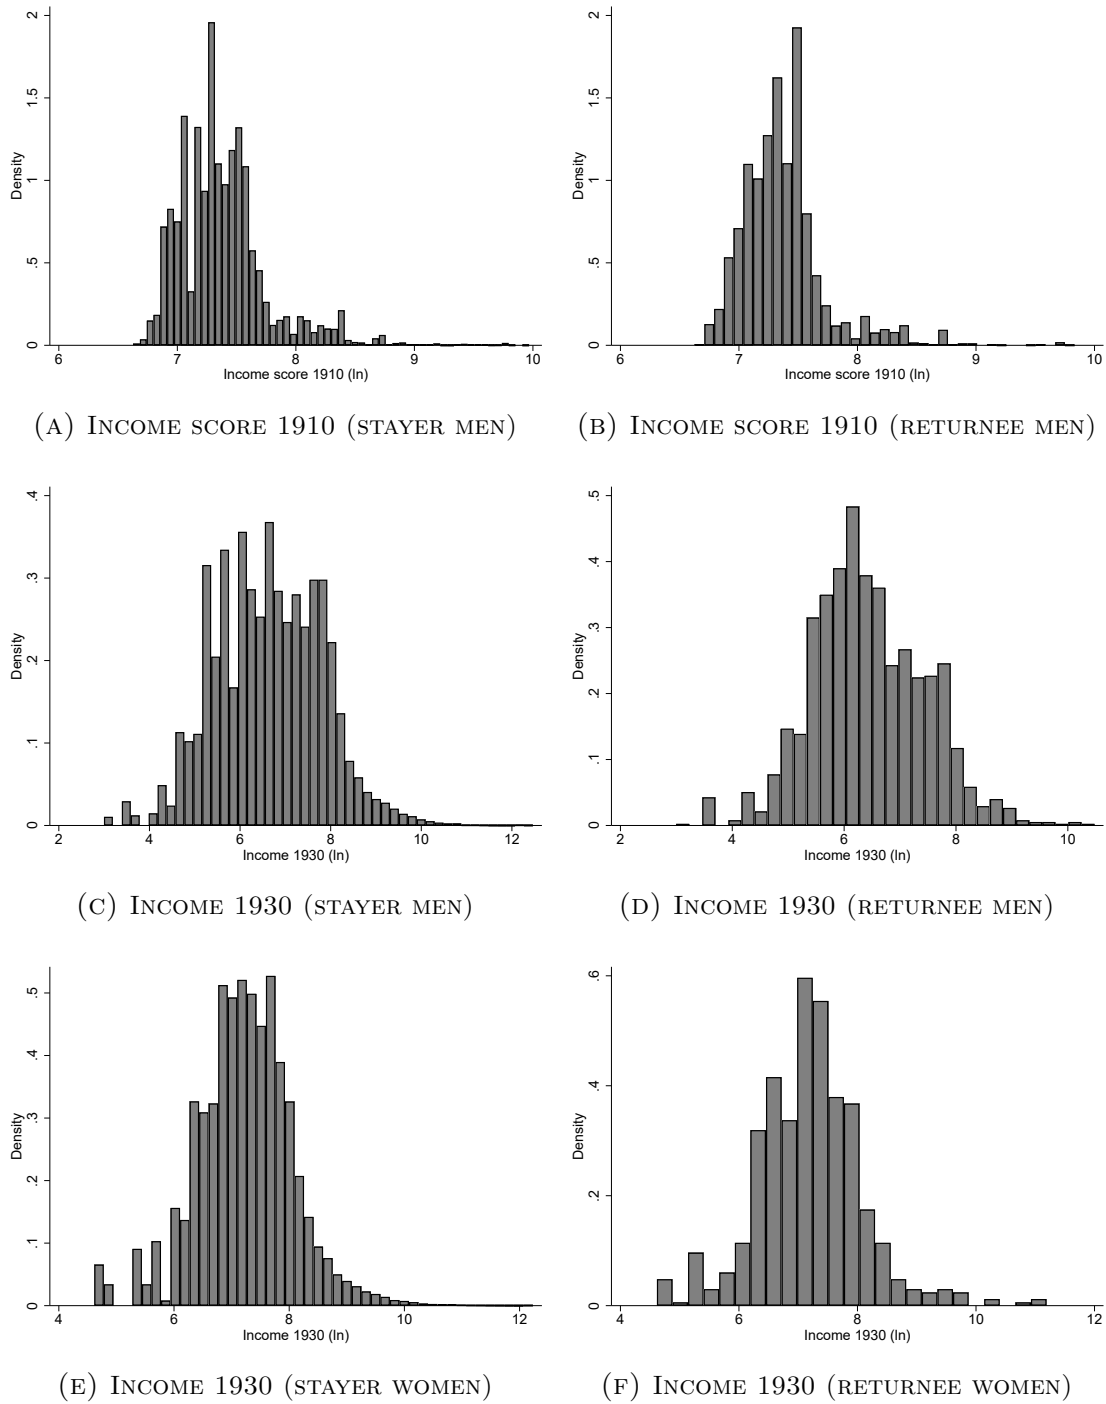 2
1.5
1
.5
0
Density
6 7 8 9 10
Income score 1910 (ln)
(A) Income score 1910 (stayer men)
2
1.5
1
.5
0
Density
6 7 8 9 10
Income score 1910 (ln)
(B) Income score 1910 (returnee men)
.4
.3
.2
.1
0
Density
2 4 6 8 10 12
Income 1930 (ln)
(C) Income 1930 (stayer men)
.5
.4
.3
.2
.1
0
Density
2 4 6 8 10
Income 1930 (ln)
(D) Income 1930 (returnee men)
.5
.4
.3
.2
.1
0
Density
4 6 8 10 12
Income 1930 (ln)
(E) Income 1930 (stayer women)
.6
.4
.2
0
Density
4 6 8 10 12
Income 1930 (ln)
(F) Income 1930 (returnee women)